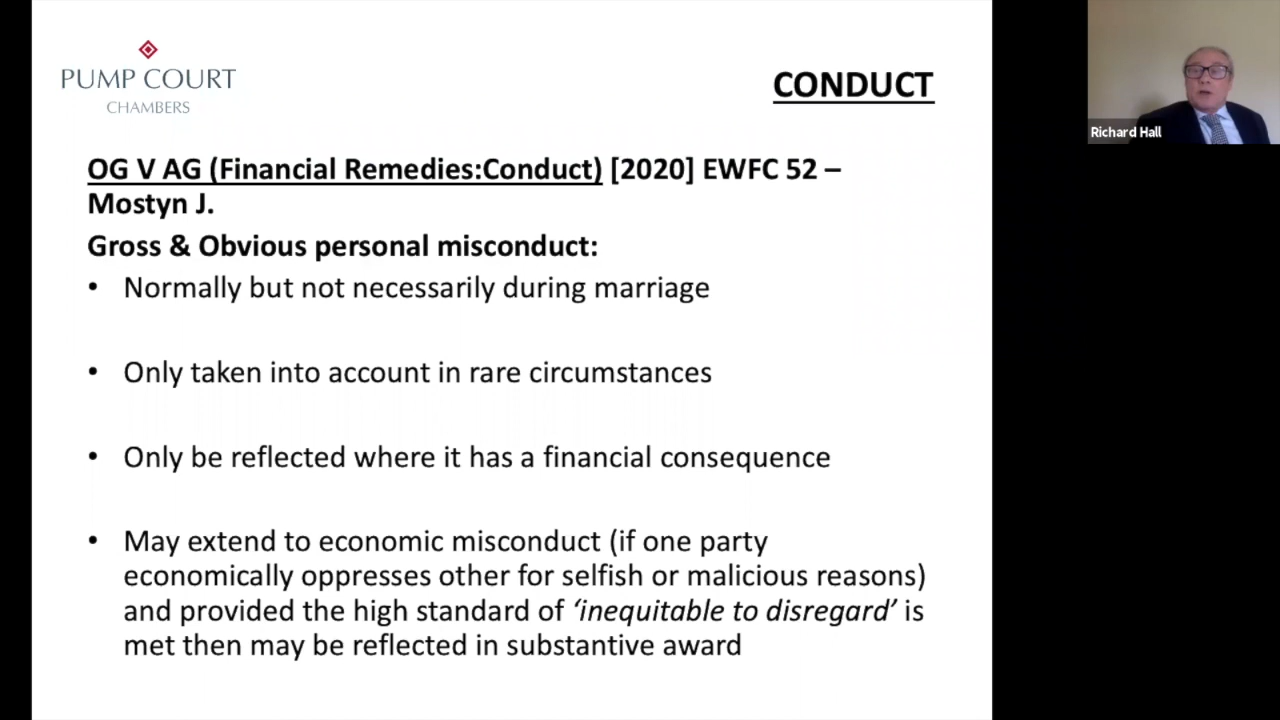 PUMP COURT
CHAMBERS
CONDUCT
Richard Hall
OG V AG (Financial Remedies:Conduct) [2020] EWFC 52 –
Mostyn J.
Gross & Obvious personal misconduct:
• Normally but not necessarily during marriage
• Only taken into account in rare circumstances
• Only be reflected where it has a financial consequence
• May extend to economic misconduct (if one party
economically oppresses other for selfish or malicious reasons)
and provided the high standard of ‘inequitable to disregard’ is
met then may be reflected in substantive award